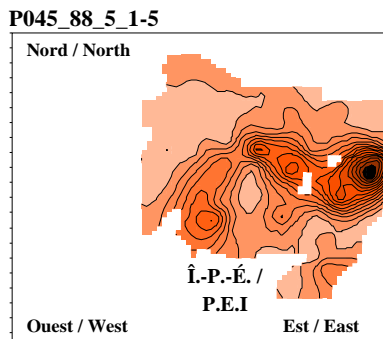 P045_88_5_1-5
Nord / North
Î.-P.-É. /
P.E.I
Ouest / West Est / East